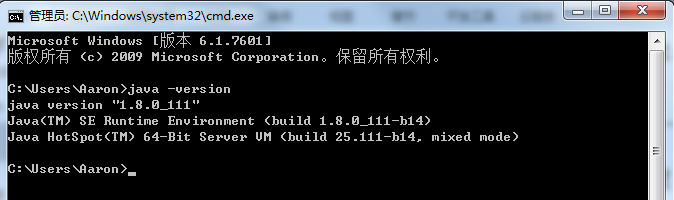 管理员: C:\Windows\system32\cmd.exe
Microsoft Windows [版本 6.1.7601]
版权所有 (c) 2009 Microsoft Corporation。保留所有权利。
C:\Users\Aaron>java -version
java version "1.8.0_111"
Java(TM) SE Runtime Environment (build 1.8.0_111-b14)
Java HotSpot(TM) 64-Bit Server VM (build 25.111-b14, mixed mode)
C:\Users\Aaron>_